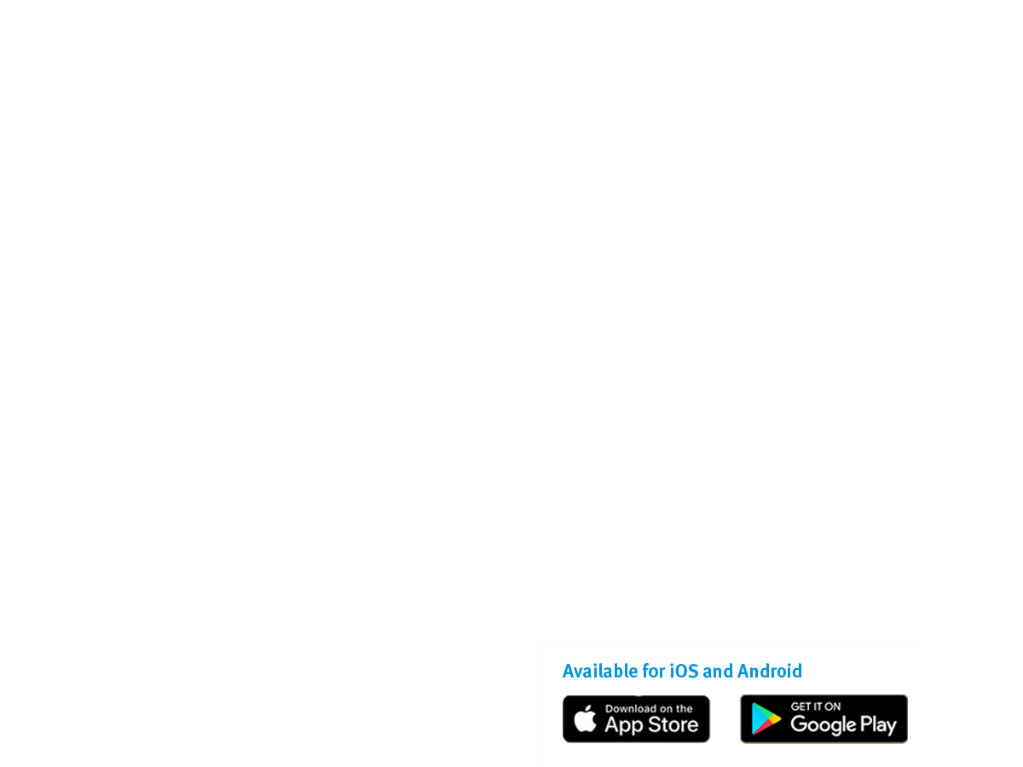 Available for iOS and Android
Download on the
App Store
GET IT ON
Google Play